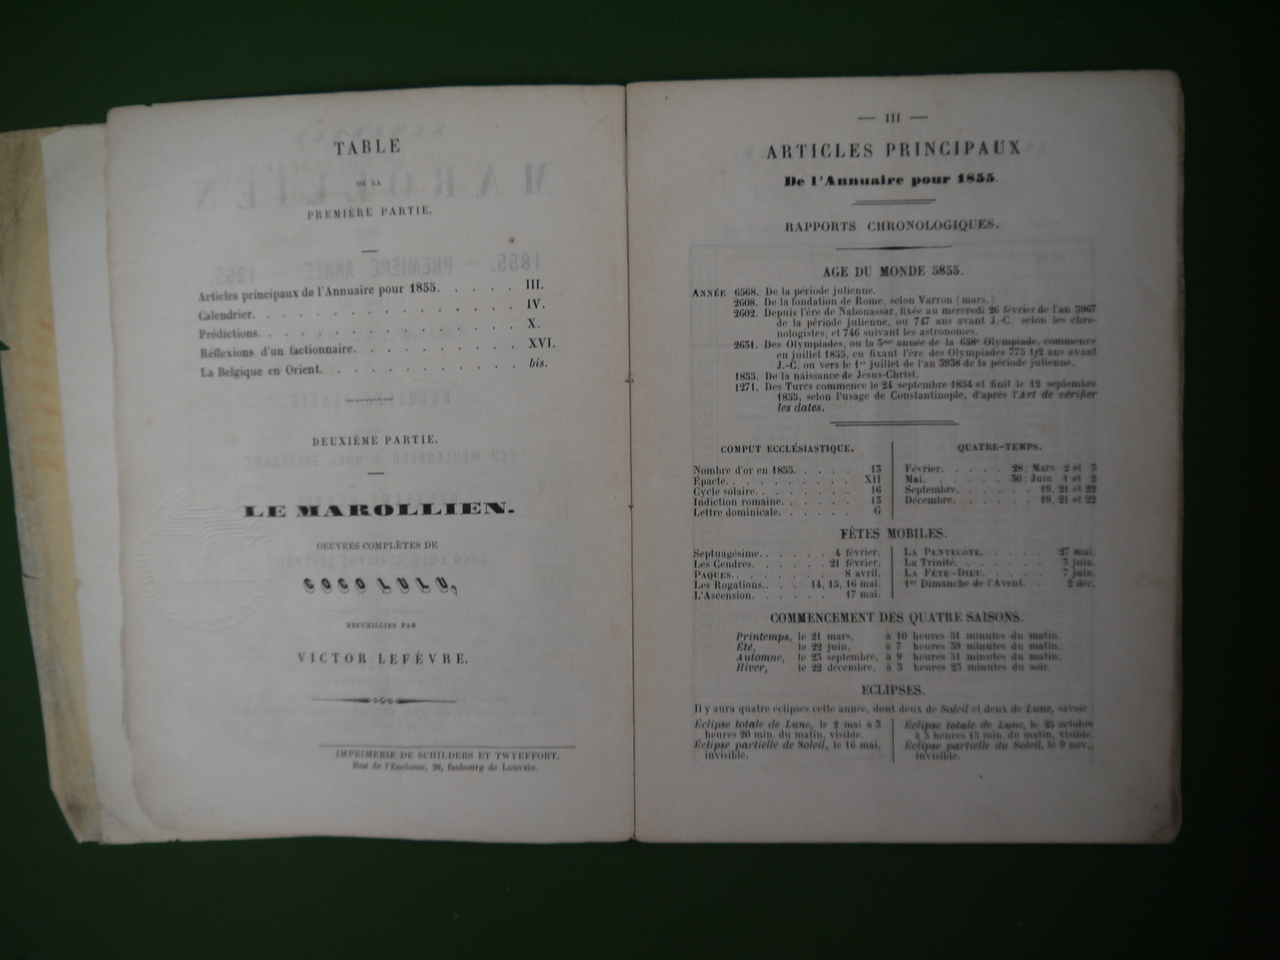 TABLE
DE LA
PREMIÈRE PARTIE.
Articles principaux de l'Annuaire pour 1855. . . . . . III.
Calendrier. . . . . . . . . . . . . . . IV.
Prédictions. . . . . . . . . . . . . . . X.
Réflexions d'un factionnaire. . . . . . . . . . XVI.
La Belgique en Orient. . . . . . . . . . . . bis.
DEUXIÈME PARTIE.
LE MAROLLIEN.
OEUVRES COMPLÈTES DE
COCO LULU,
RECUEILLIES PAR
VICTOR LEFÈVRE.
IMPRIMERIE DE SCHILDERS ET TWYEFFORT.
Rue de l'Enclume, 26, faubourg de Louvain.
— III —
ARTICLES PRINCIPAUX
De l'Annuaire pour 1855.
RAPPORTS CHRONOLOGIQUES.
AGE DU MONDE 5855.
ANNÉE 6568. De la période julienne.
2608. De la fondation de Rome, selon Varron (mars.)
2602. Depuis l'ère de Nabonassar, fixée au mercredi 26 février de l'an 3967
de la période julienne, ou 747 ans avant J.-C. selon les chro-
nologistes, et 746 suivant les astronomes.
2631. Des Olympiades, ou la 3me année de la 658e Olympiade, commence
en juillet 1855, en fixant l'ère des Olympiades 775 1/2 ans avant
J.-C. ou vers le 1er juillet de l'an 3938 de la période julienne.
1855. De la naissance de Jésus-Christ.
1271. Des Turcs commence le 24 septembre 1854 et finit le 12 septembre
1855, selon l'usage de Constantinople, d'après l'Art de vérifier
les dates.
COMPUT ECCLÉSIASTIQUE.
Nombre d'or en 1855. . . . . 13
Épacte. . . . . . . . . . XII
Cycle solaire. . . . . . . . 16
Indiction romaine. . . . . . 13
Lettre dominicale. . . . . . G
QUATRE-TEMPS.
Février. . . . . . 28; Mars 2 et 3
Mai. . . . . . . 30; Juin 1 et 2
Septembre. . . . . . 19, 21 et 22
Décembre. . . . . . 19, 21 et 22
FÊTES MOBILES.
Septuagésime. . . . . . 4 février.
Les Cendres. . . . . . 21 février.
PAQUES. . . . . . . . 8 avril.
Les Rogations. . . . 14, 15, 16 mai.
L'Ascension. . . . . . . 17 mai.
LA PENTECÔTE. . . . . . 27 mai.
La Trinité. . . . . . . 3 juin.
LA FÊTE-DIEU. . . . . . 7 juin.
1er Dimanche de l'Avent. . . 2 déc.
COMMENCEMENT DES QUATRE SAISONS.
Printemps, le 21 mars, à 10 heures 51 minutes du matin.
Été, le 22 juin, à 7 heures 39 minutes du matin.
Automne, le 23 septembre, à 9 heures 51 minutes du matin.
Hiver, le 22 décembre, à 3 heures 23 minutes du soir.
ECLIPSES.
Il y aura quatre éclipses cette année, dont deux de Soleil et deux de Lune, savoir :
Éclipse totale de Lune, le 2 mai à 3
heures 20 min. du matin, visible.
Éclipse partielle de Soleil, le 16 mai,
invisible.
Éclipse totale de Lune, le 25 octobre
à 5 heures 15 min. du matin, visible.
Éclipse partielle du Soleil, le 9 nov.,
invisible.